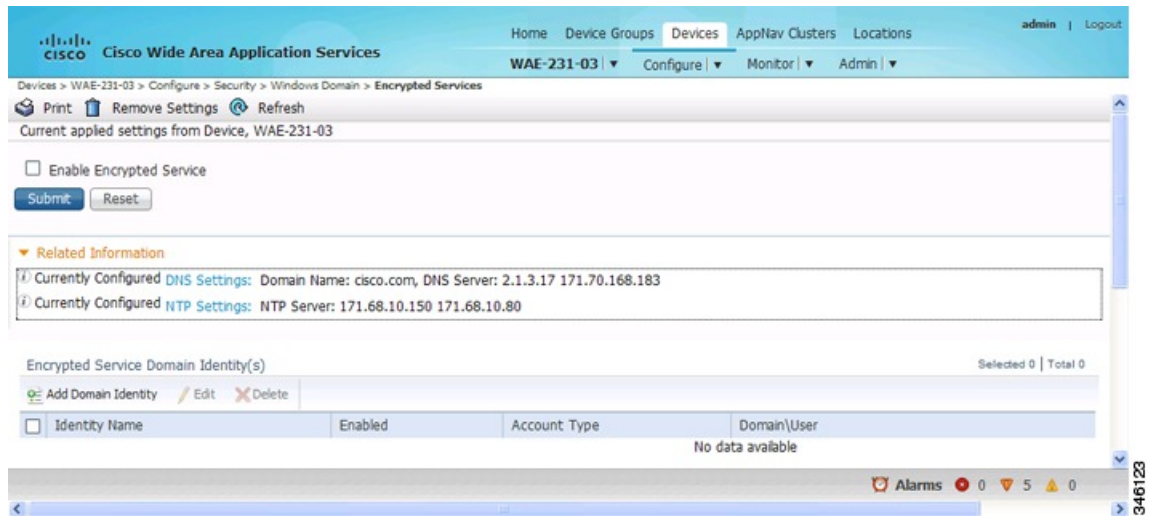 Home Device Groups Devices AppNav Clusters Locations
admin | Logout
CISCO Cisco Wide Area Application Services
WAE-231-03 Configure Monitor Admin
Devices > WAE-231-03 > Configure > Security > Windows Domain > Encrypted Services
Print Remove Settings Refresh
Current applied settings from Device, WAE-231-03
Enable Encrypted Service
Submit Reset
Related Information
Currently Configured DNS Settings: Domain Name: cisco.com, DNS Server: 2.1.3.17 171.70.168.183
Currently Configured NTP Settings: NTP Server: 171.68.10.150 171.68.10.80
Encrypted Service Domain Identity(s)
Selected 0 | Total 0
Add Domain Identity Edit Delete
Identity Name Enabled Account Type Domain\User
No data available
Alarms 0 5 0
346123